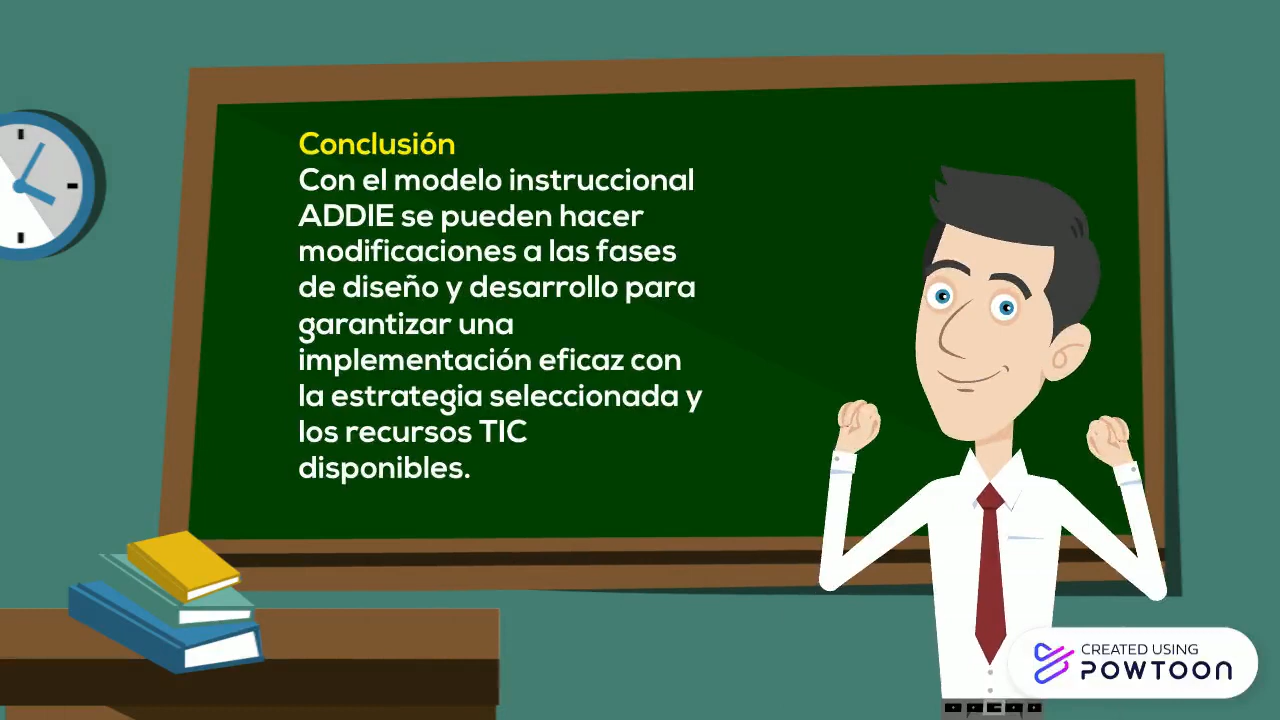 Conclusión
Con el modelo instruccional
ADDIE se pueden hacer
modificaciones a las fases
de diseño y desarrollo para
garantizar una
implementación eficaz con
la estrategia seleccionada y
los recursos TIC
disponibles.
CREATED USING
POWTOON